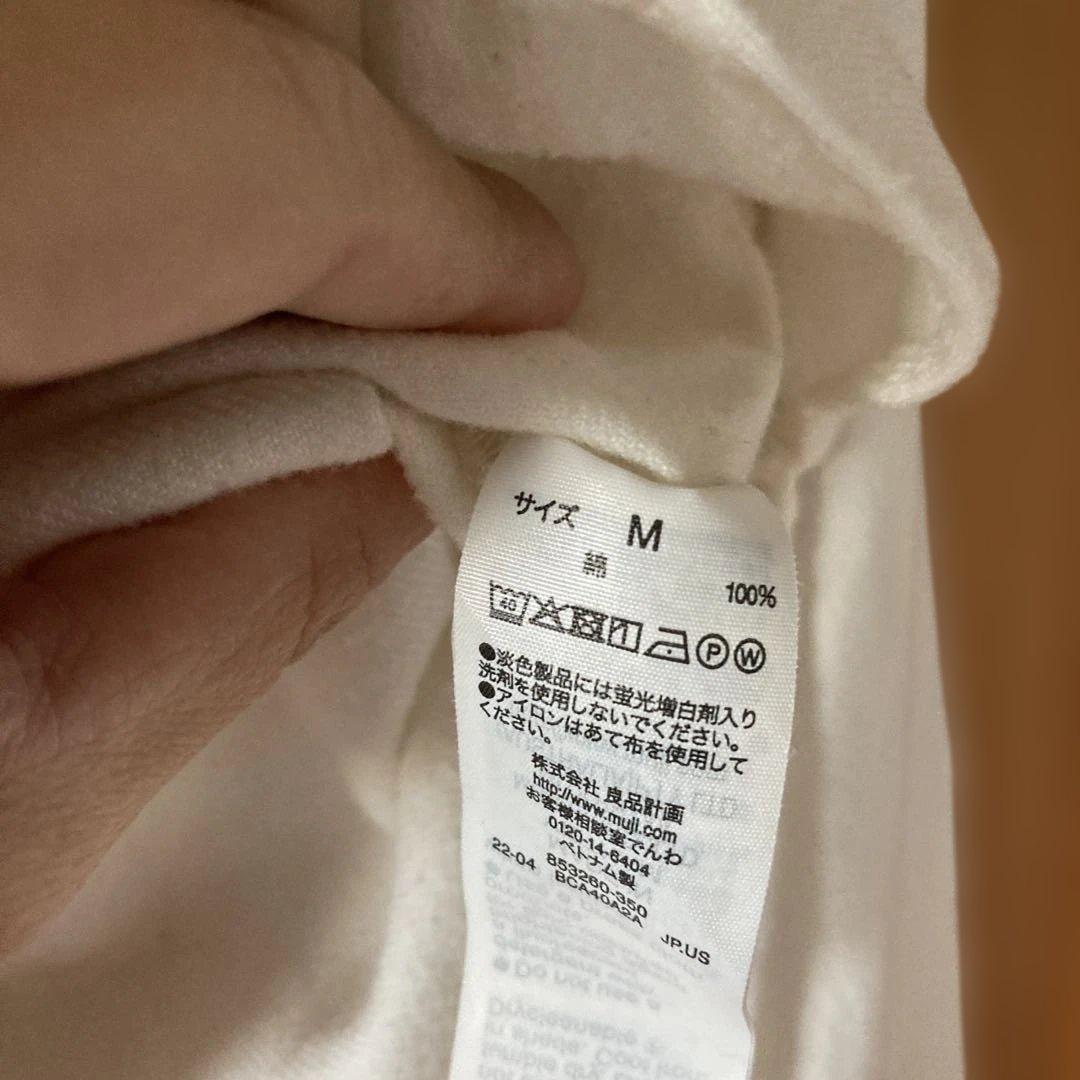 サイズ M
綿 100%
40 P W
●淡色製品には蛍光増白剤入り
洗剤を使用しないでください。
●アイロンはあて布を使用して
ください。
株式会社 良品計画
http://www.muji.com
お客様相談室でんわ
0120-14-6404
ベトナム製
22-04 853260-350
BCA40A2A JP.US